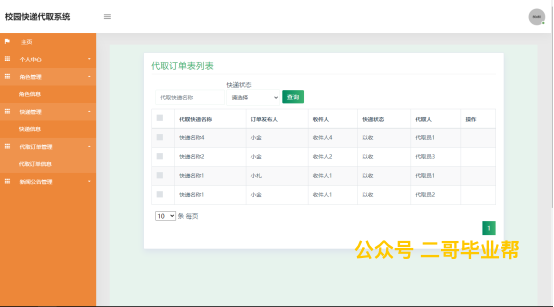 校园快递代取系统
主页
个人中心
角色管理
角色信息
快递管理
快递信息
代取订单管理
代取订单信息
新闻公告管理
代取订单表列表
快递状态
代取快递名称 请选择 查询
代取快递名称 订单发布人 收件人 快递状态 代取人 操作
快递名称4 小金 收件人4 以收 代取员1
快递名称2 小金 收件人2 以收 代取员3
快递名称1 小礼 收件人1 以收 代取员1
快递名称1 小金 收件人1 以收 代取员2
10 条 每页
1
公众号 二哥毕业帮